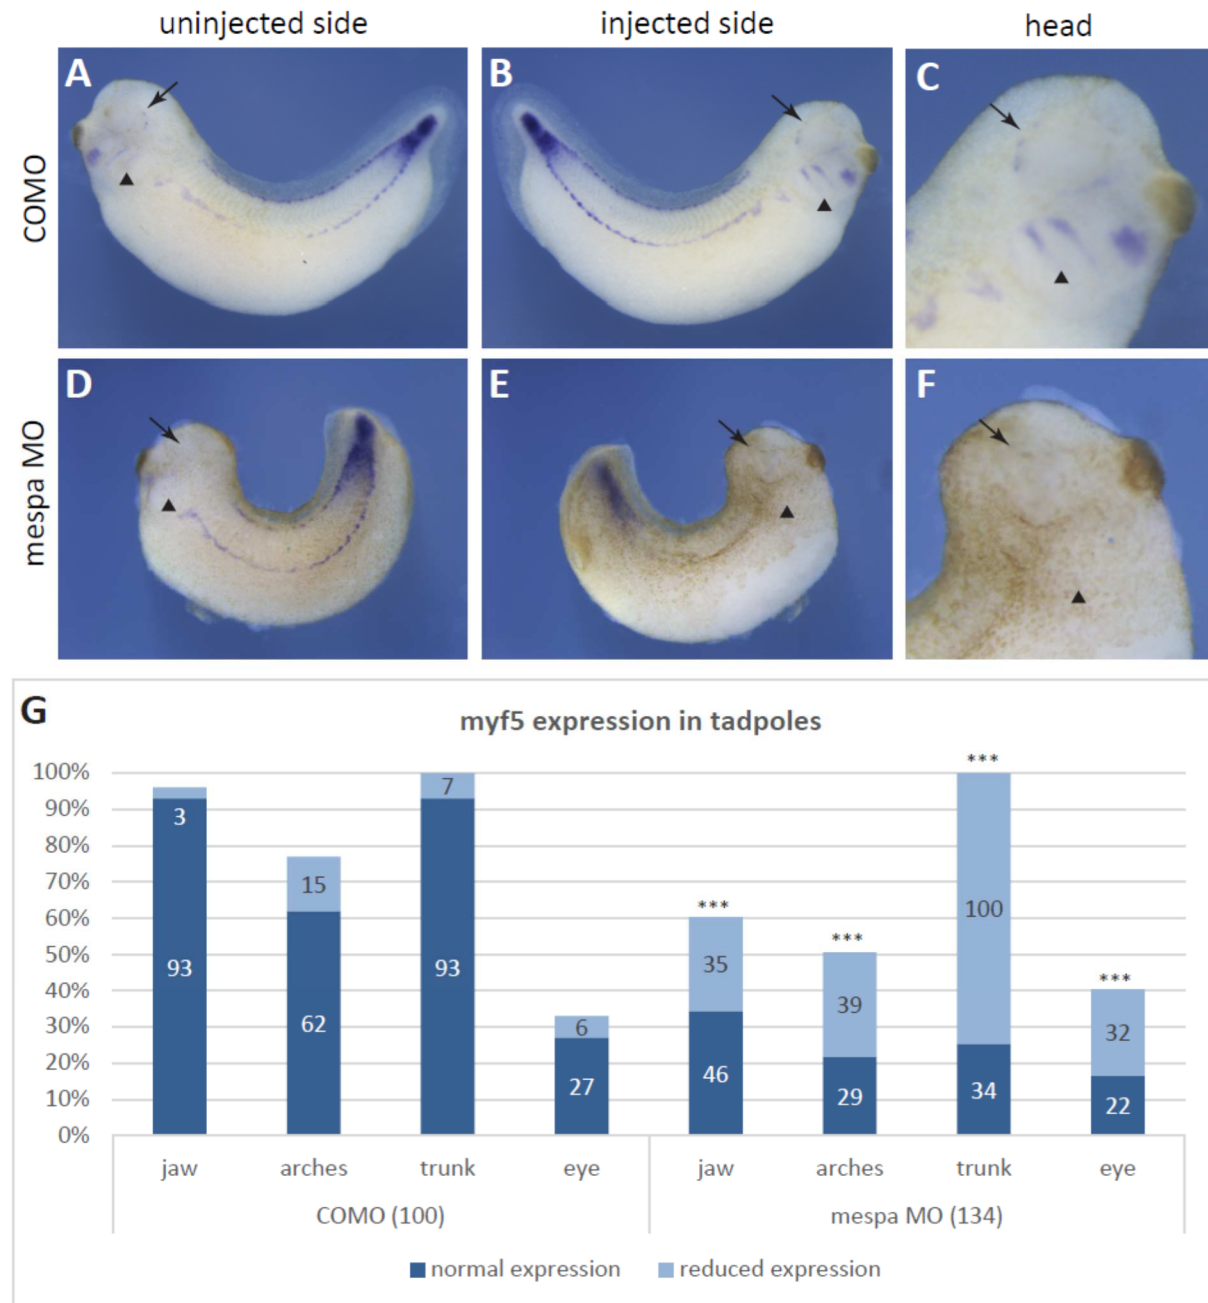 uninjected side injected side head
COMO
A B C
mespa MO
D E F
G
myf5 expression in tadpoles
***
100%
7
90%
3
80%
15
70%
***
100
60%
***
50%
93 93 35
39
40%
***
62
30%
6
32
20%
27 46
29 34
22
10%
0%
jaw arches trunk eye jaw arches trunk eye
COMO (100) mespa MO (134)
normal expression reduced expression